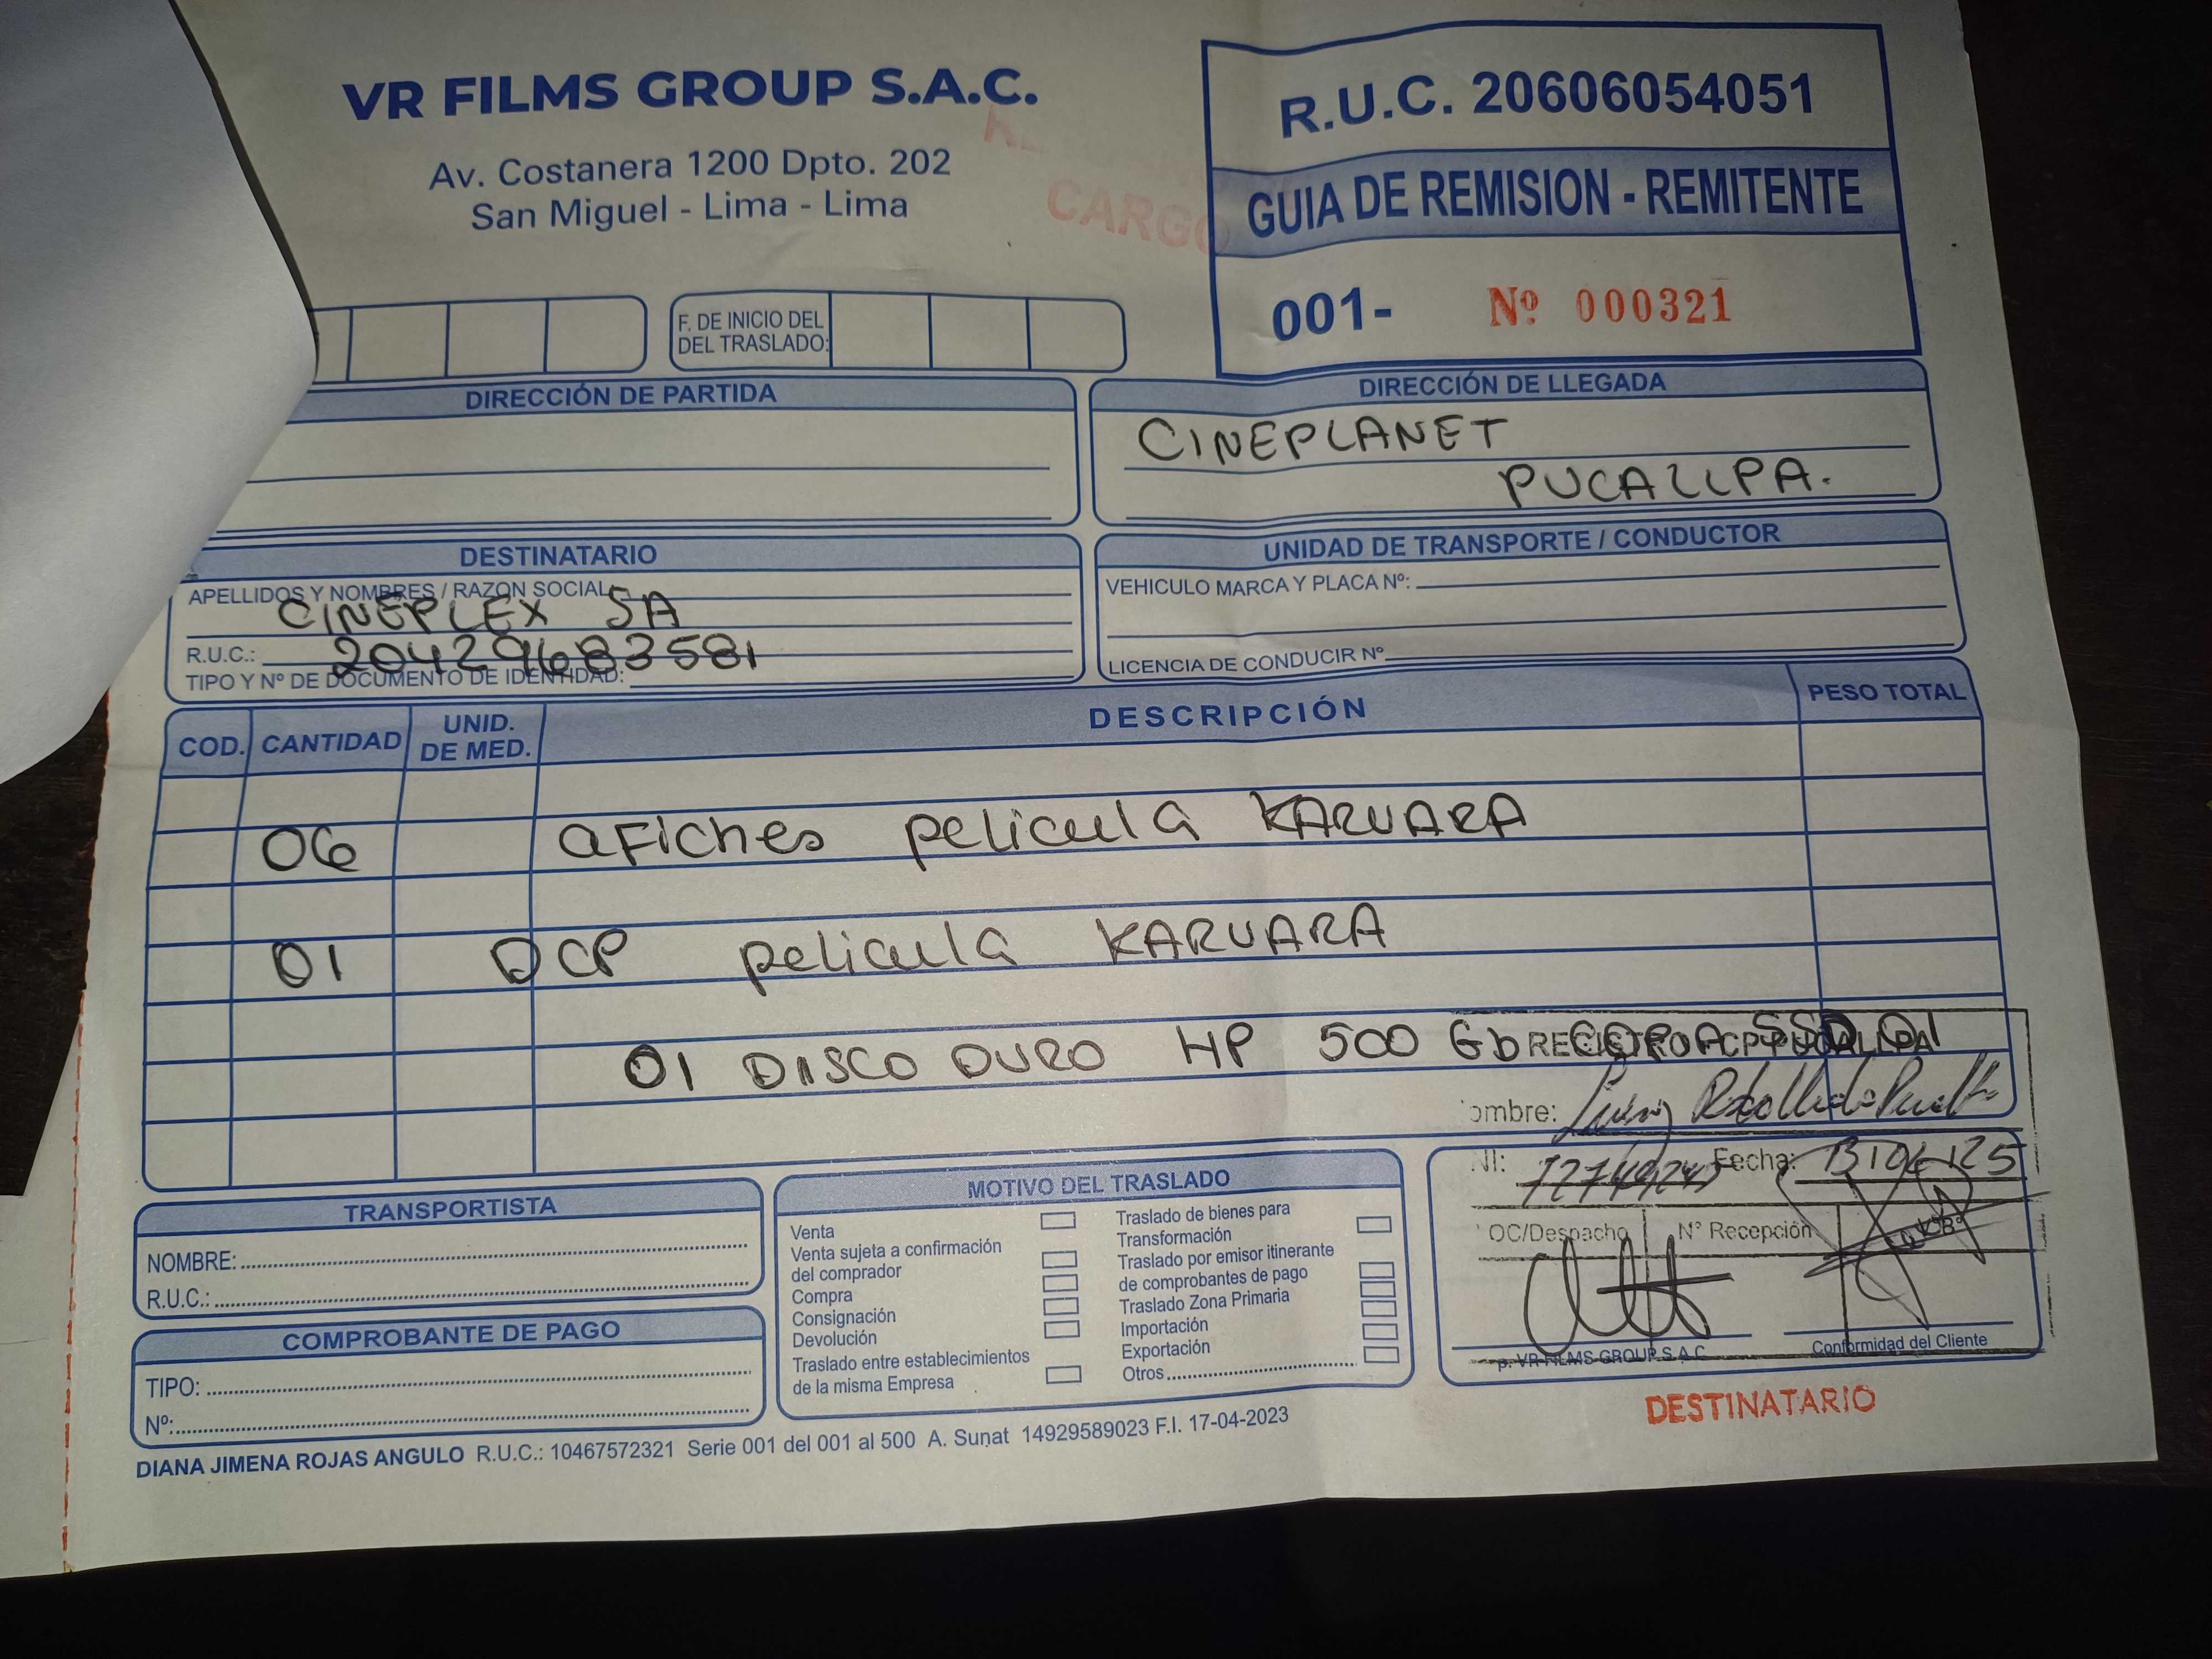 VR FILMS GROUP S.A.C.
Av. Costanera 1200 Dpto. 202
San Miguel - Lima - Lima
CARGO
R.U.C. 20606054051
GUIA DE REMISION - REMITENTE
001- Nº 000321
F. DE INICIO DEL
DEL TRASLADO:
DIRECCIÓN DE PARTIDA
DIRECCIÓN DE LLEGADA
CINEPLANET
PUCALLPA.
DESTINATARIO
APELLIDOS Y NOMBRES / RAZON SOCIAL
CINEPLEX SA
R.U.C.: 20429683581
TIPO Y Nº DE DOCUMENTO DE IDENTIDAD:
UNIDAD DE TRANSPORTE / CONDUCTOR
VEHICULO MARCA Y PLACA Nº:
LICENCIA DE CONDUCIR Nº
COD. CANTIDAD UNID. DE MED. DESCRIPCIÓN PESO TOTAL
06 aFiches pelicula KARUARA
01 DCP pelicula KARUARA
01 DISCO DURO HP 500 Gb
ombre:
NI: Fecha:
OC/Despacho N° Recepción
p. VR FILMS GROUP S.A.C
Conformidad del Cliente
DESTINATARIO
TRANSPORTISTA
NOMBRE:
R.U.C.:
COMPROBANTE DE PAGO
TIPO:
Nº:
MOTIVO DEL TRASLADO
Venta
Venta sujeta a confirmación
del comprador
Compra
Consignación
Devolución
Traslado entre establecimientos
de la misma Empresa
Traslado de bienes para
Transformación
Traslado por emisor itinerante
de comprobantes de pago
Traslado Zona Primaria
Importación
Exportación
Otros
DIANA JIMENA ROJAS ANGULO R.U.C.: 10467572321 Serie 001 del 001 al 500 A. Sunat 14929589023 F.I. 17-04-2023